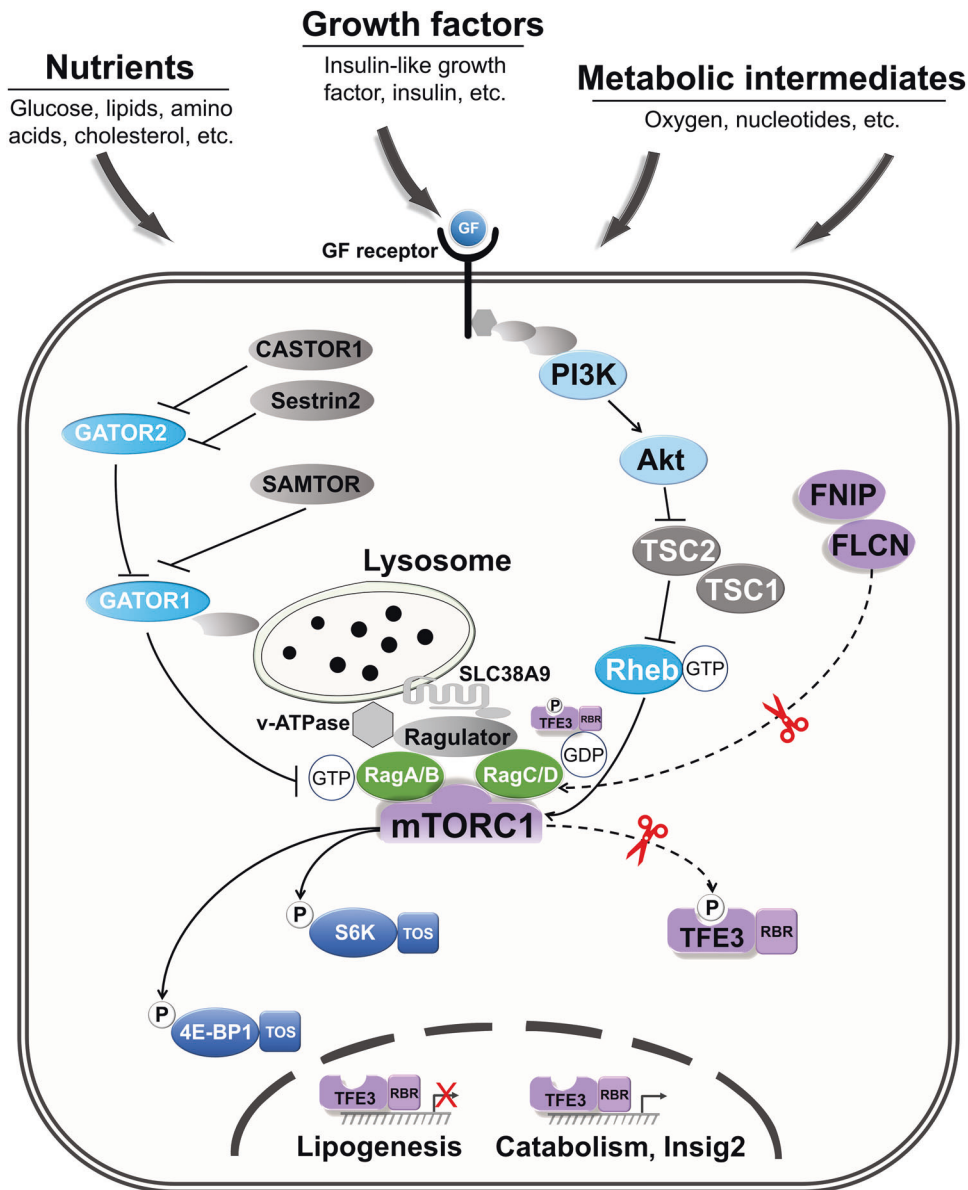 Growth factors
Insulin-like growth
factor, insulin, etc.
Nutrients
Glucose, lipids, amino
acids, cholesterol, etc.
Metabolic intermediates
Oxygen, nucleotides, etc.
GF
GF receptor
CASTOR1
PI3K
Sestrin2
GATOR2
Akt
SAMTOR
FNIP
TSC2
FLCN
Lysosome
TSC1
GATOR1
Rheb
GTP
SLC38A9
P
TFE3
RBR
v-ATPase
Ragulator
GDP
GTP
RagA/B
RagC/D
mTORC1
P
S6K
TOS
P
TFE3
RBR
P
4E-BP1
TOS
TFE3
RBR
X
TFE3
RBR
Lipogenesis
Catabolism, Insig2